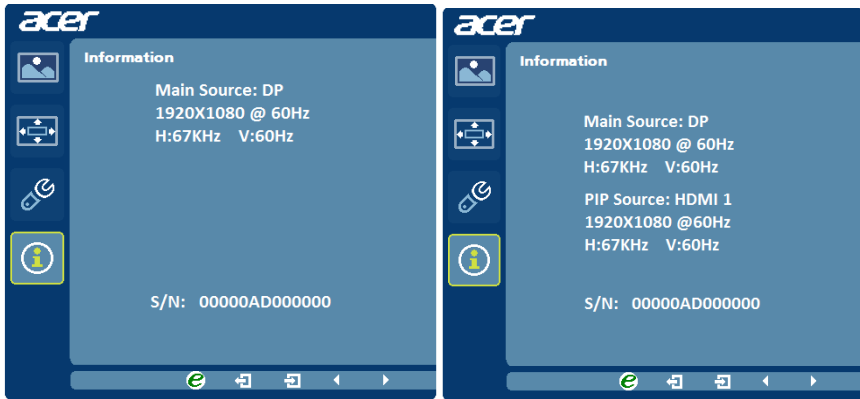 acer
Information
Main Source: DP
1920X1080 @ 60Hz
H:67KHz V:60Hz
S/N: 00000AD000000
e
acer
Information
Main Source: DP
1920X1080 @ 60Hz
H:67KHz V:60Hz
PIP Source: HDMI 1
1920X1080 @60Hz
H:67KHz V:60Hz
S/N: 00000AD000000
e